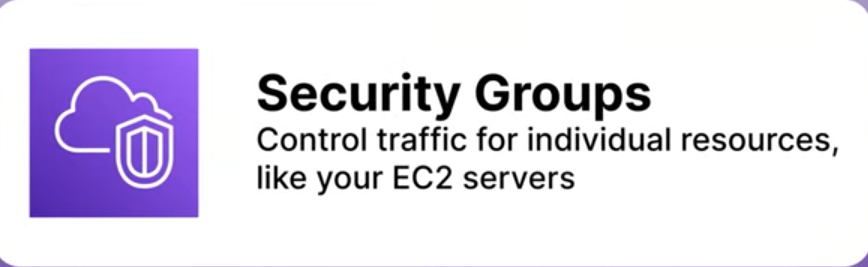 Security Groups
Control traffic for individual resources,
like your EC2 servers